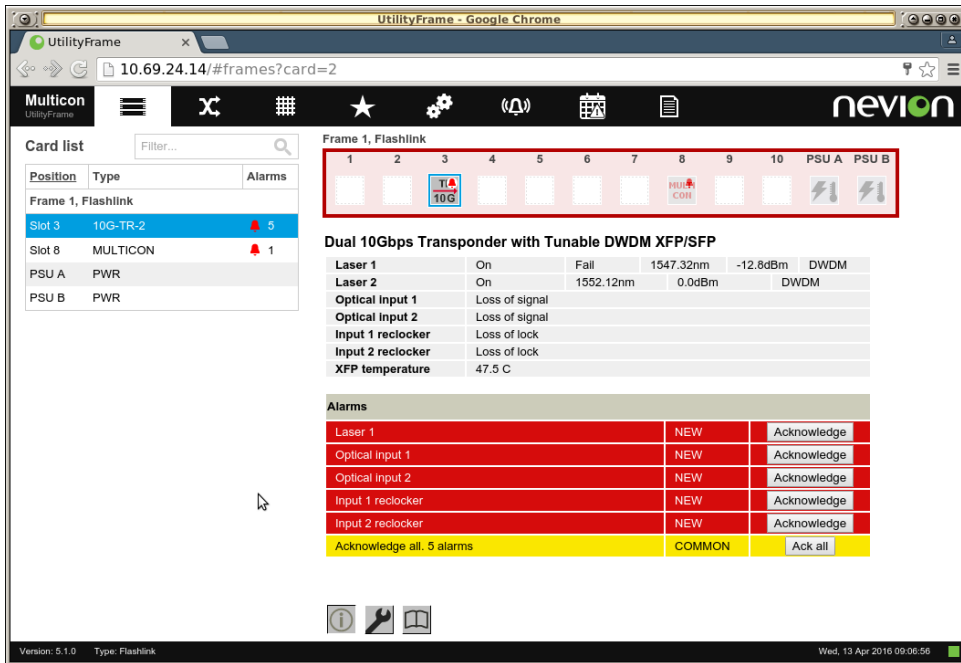 UtilityFrame - Google Chrome
UtilityFrame
10.69.24.14/#frames?card=2
Multicon
UtilityFrame
nevion
Card list
Filter...
Position Type Alarms
Frame 1, Flashlink
Slot 3 10G-TR-2 5
Slot 8 MULTICON 1
PSU A PWR
PSU B PWR
Frame 1, Flashlink
1 2 3 4 5 6 7 8 9 10 PSU A PSU B
10G
CON
Dual 10Gbps Transponder with Tunable DWDM XFP/SFP
Laser 1 On Fail 1547.32nm -12.8dBm DWDM
Laser 2 On 1552.12nm 0.0dBm DWDM
Optical input 1 Loss of signal
Optical input 2 Loss of signal
Input 1 reclocker Loss of lock
Input 2 reclocker Loss of lock
XFP temperature 47.5 C
Alarms
Laser 1 NEW Acknowledge
Optical input 1 NEW Acknowledge
Optical input 2 NEW Acknowledge
Input 1 reclocker NEW Acknowledge
Input 2 reclocker NEW Acknowledge
Acknowledge all. 5 alarms COMMON Ack all
Version: 5.1.0 Type: Flashlink
Wed, 13 Apr 2016 09:06:56